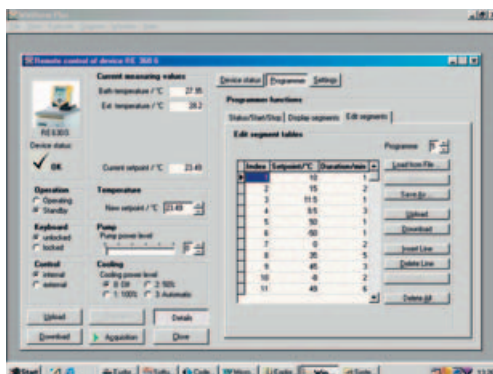 Remote control of device RE 360 S
Current measuring values
Bath temperature / °C 27.95
Ext. temperature / °C 28.2
RE 630 S
Device status:
OK
Current setpoint / °C 23.49
Operation
Operating
Standby
Temperature
New setpoint / °C 23.49
Keyboard
unlocked
locked
Pump
Pump power level
Control
internal
external
Cooling
Cooling power level
0: Off 2: 50%
1: 100% 3: Automatic
Upload Details
Download Acquisition Close
Device status Programmer Settings
Programmer functions
Status/Start/Stop Display segments Edit segments
Edit segment tables
Programme 5
Index Setpoint/°C Duration/min
1 10 1
2 15 2
3 11.5 1
4 5.5 3
5 50 1
6 -50 1
7 0 2
8 35 5
9 45 3
10 -8 2
11 49 6
Load from File ...
Save As ...
Upload
Download
Insert Line
Delete Line
Delete All
Start